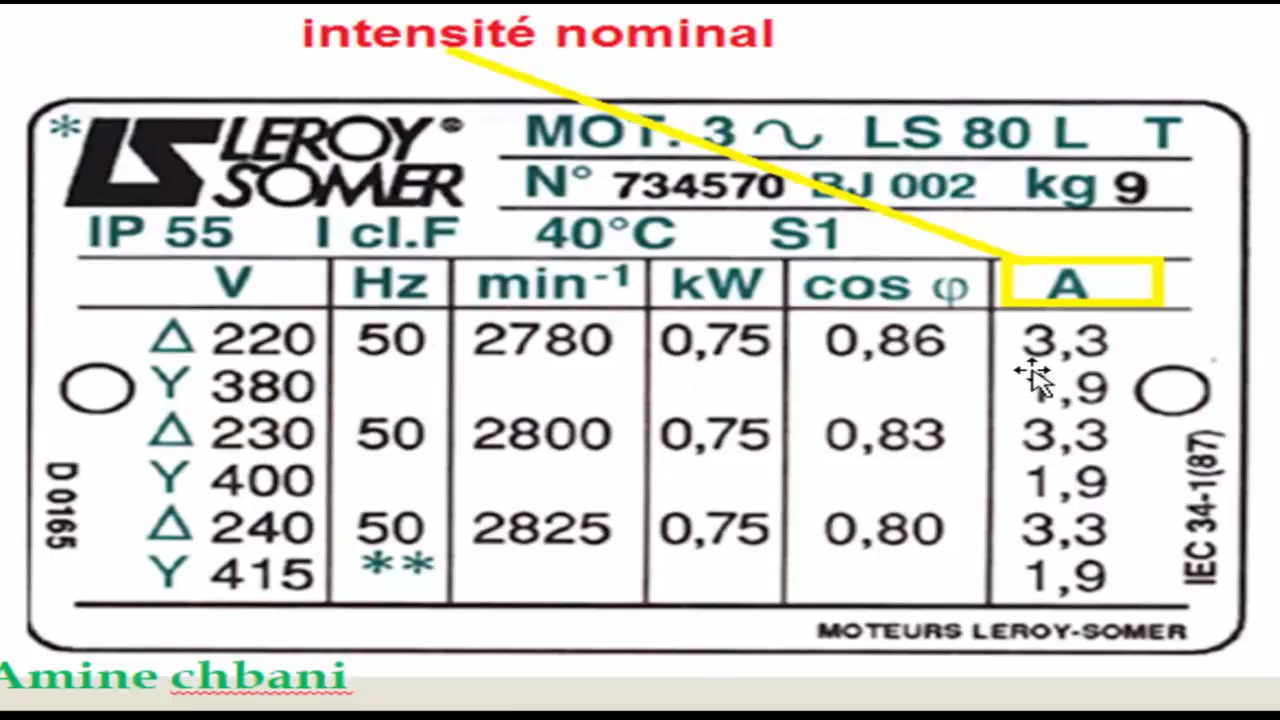 intensité nominal
* LEROY®
SOMER
MOT. 3 ∿ LS 80 L T
N° 734570 BJ 002 kg 9
IP 55 I cl.F 40°C S1
V Hz min⁻¹ kW cos φ A
Δ 220 50 2780 0,75 0,86 3,3
Y 380 1,9
Δ 230 50 2800 0,75 0,83 3,3
Y 400 1,9
Δ 240 50 2825 0,75 0,80 3,3
Y 415 ** 1,9
D 0165
IEC 34-1(87)
MOTEURS LEROY-SOMER
Amine chbani